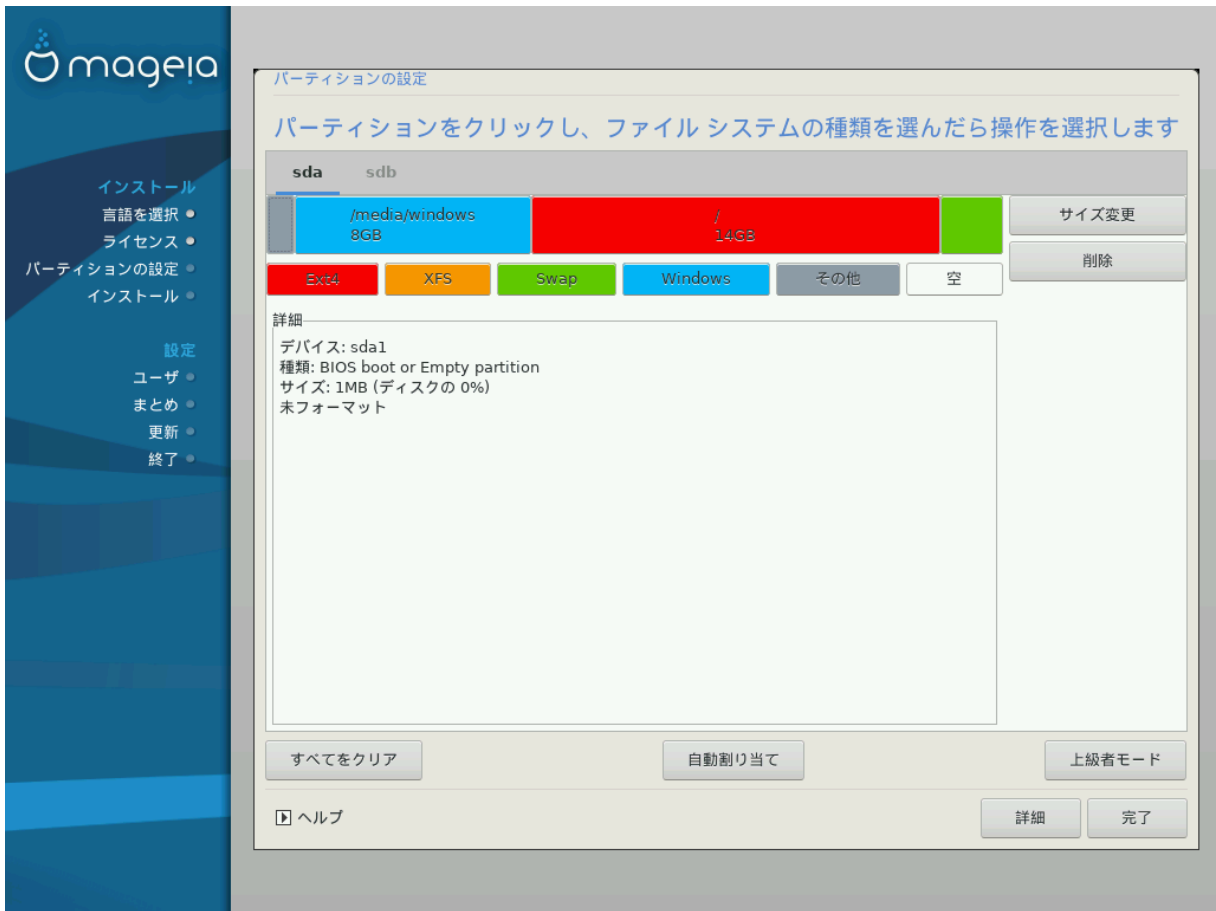 mageia
インストール
言語を選択
ライセンス
パーティションの設定
インストール
設定
ユーザ
まとめ
更新
終了
パーティションの設定
パーティションをクリックし、ファイル システムの種類を選んだら操作を選択します
sda sdb
/media/windows
8GB
/
14GB
サイズ変更
削除
Ext4 XFS Swap Windows その他 空
詳細
デバイス: sda1
種類: BIOS boot or Empty partition
サイズ: 1MB (ディスクの 0%)
未フォーマット
すべてをクリア 自動割り当て 上級者モード
ヘルプ 詳細 完了